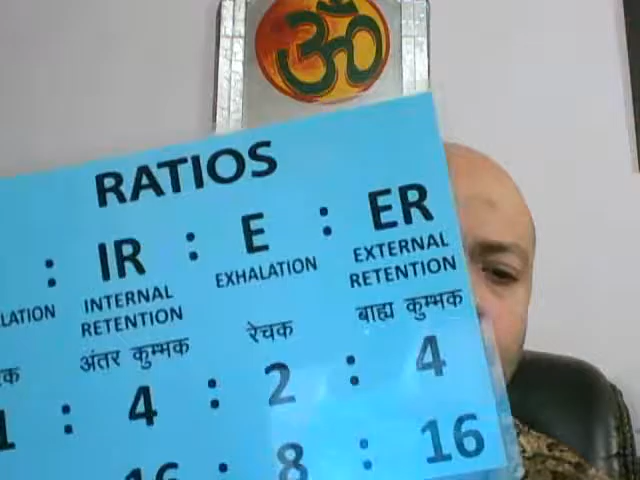 ॐ
RATIOS
: IR : E : ER
LATION INTERNAL RETENTION EXHALATION EXTERNAL RETENTION
क अंतर कुम्भक रेचक बाह्य कुम्भक
1 : 4 : 2 : 4
16 : 8 : 16